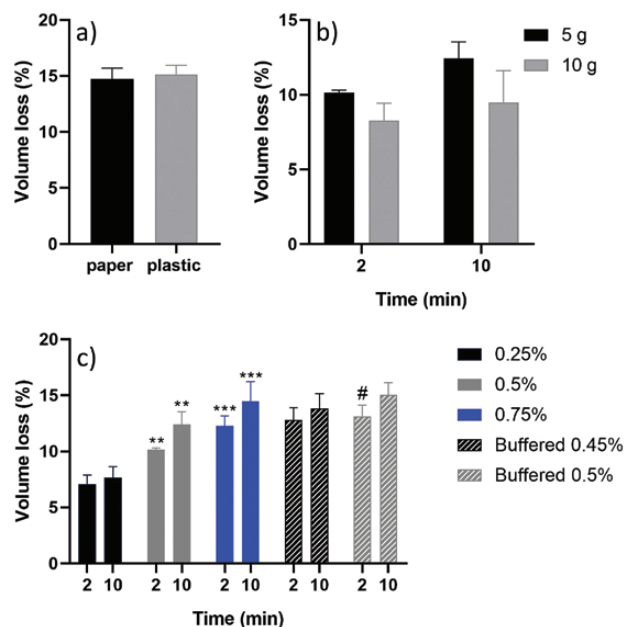 a)
Volume loss (%)
20
15
10
5
0
paper plastic
b)
Volume loss (%)
15
10
5
0
2 10
Time (min)
5 g
10 g
c)
Volume loss (%)
20
15
10
5
0
** ** *** *** #
2 10 2 10 2 10 2 10 2 10
Time (min)
0.25%
0.5%
0.75%
Buffered 0.45%
Buffered 0.5%